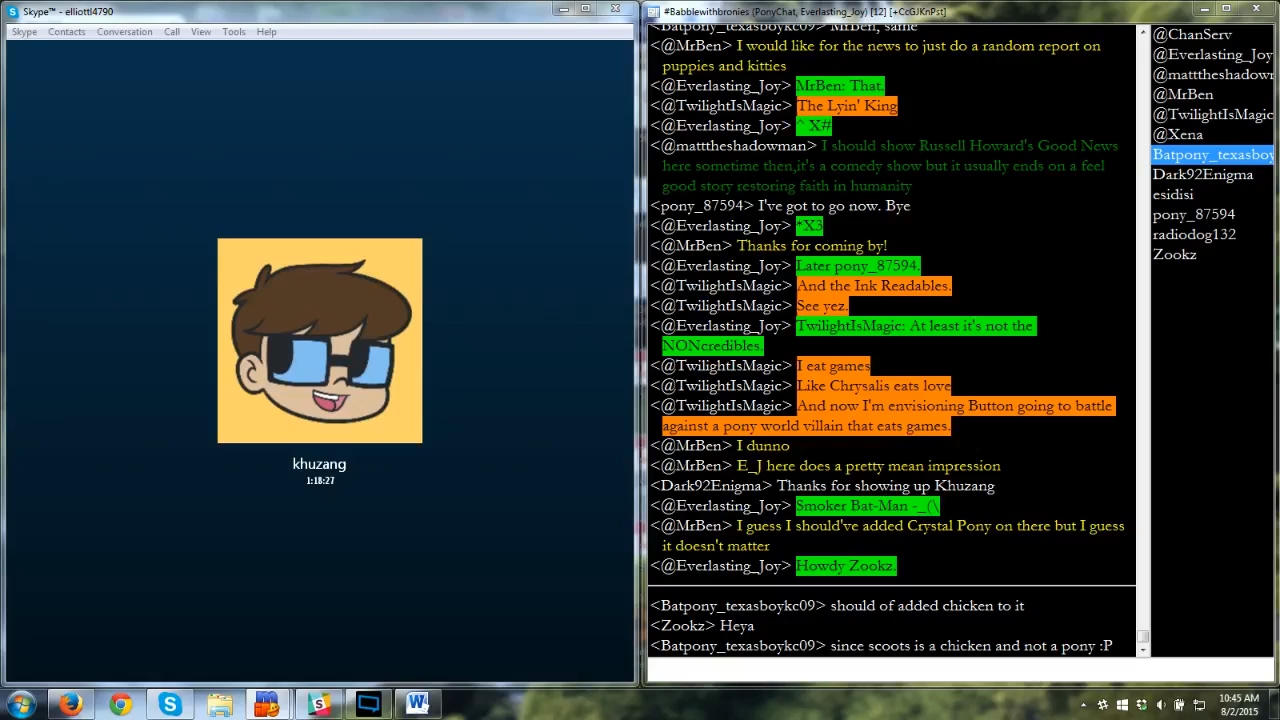 Skype™ - elliottl4790
Skype Contacts Conversation Call View Tools Help
khuzang
1:18:27
#Babblewithbronies (PonyChat, Everlasting_Joy) [12] [+CcGJKnPst]
<Batpony_texasboykc09> MrBen, same
<@MrBen> I would like for the news to just do a random report on
puppies and kitties
<@Everlasting_Joy> MrBen: That.
<@TwilightIsMagic> The Lyin' King
<@Everlasting_Joy> ^ X#
<@matttheshadowman> I should show Russell Howard's Good News
here sometime then,it's a comedy show but it usually ends on a feel
good story restoring faith in humanity
<pony_87594> I've got to go now. Bye
<@Everlasting_Joy> *X3
<@MrBen> Thanks for coming by!
<@Everlasting_Joy> Later pony_87594.
<@TwilightIsMagic> And the Ink Readables.
<@TwilightIsMagic> See yez.
<@Everlasting_Joy> TwilightIsMagic: At least it's not the
NONcredibles.
<@TwilightIsMagic> I eat games
<@TwilightIsMagic> Like Chrysalis eats love
<@TwilightIsMagic> And now I'm envisioning Button going to battle
against a pony world villain that eats games.
<@MrBen> I dunno
<@MrBen> E_J here does a pretty mean impression
<Dark92Enigma> Thanks for showing up Khuzang
<@Everlasting_Joy> Smoker Bat-Man -_(\
<@MrBen> I guess I should've added Crystal Pony on there but I guess
it doesn't matter
<@Everlasting_Joy> Howdy Zookz.
<Batpony_texasboykc09> should of added chicken to it
<Zookz> Heya
<Batpony_texasboykc09> since scoots is a chicken and not a pony :P
@ChanServ
@Everlasting_Joy
@matttheshadown
@MrBen
@TwilightIsMagic
@Xena
Batpony_texasboy
Dark92Enigma
esidisi
pony_87594
radiodog132
Zookz
10:45 AM
8/2/2015